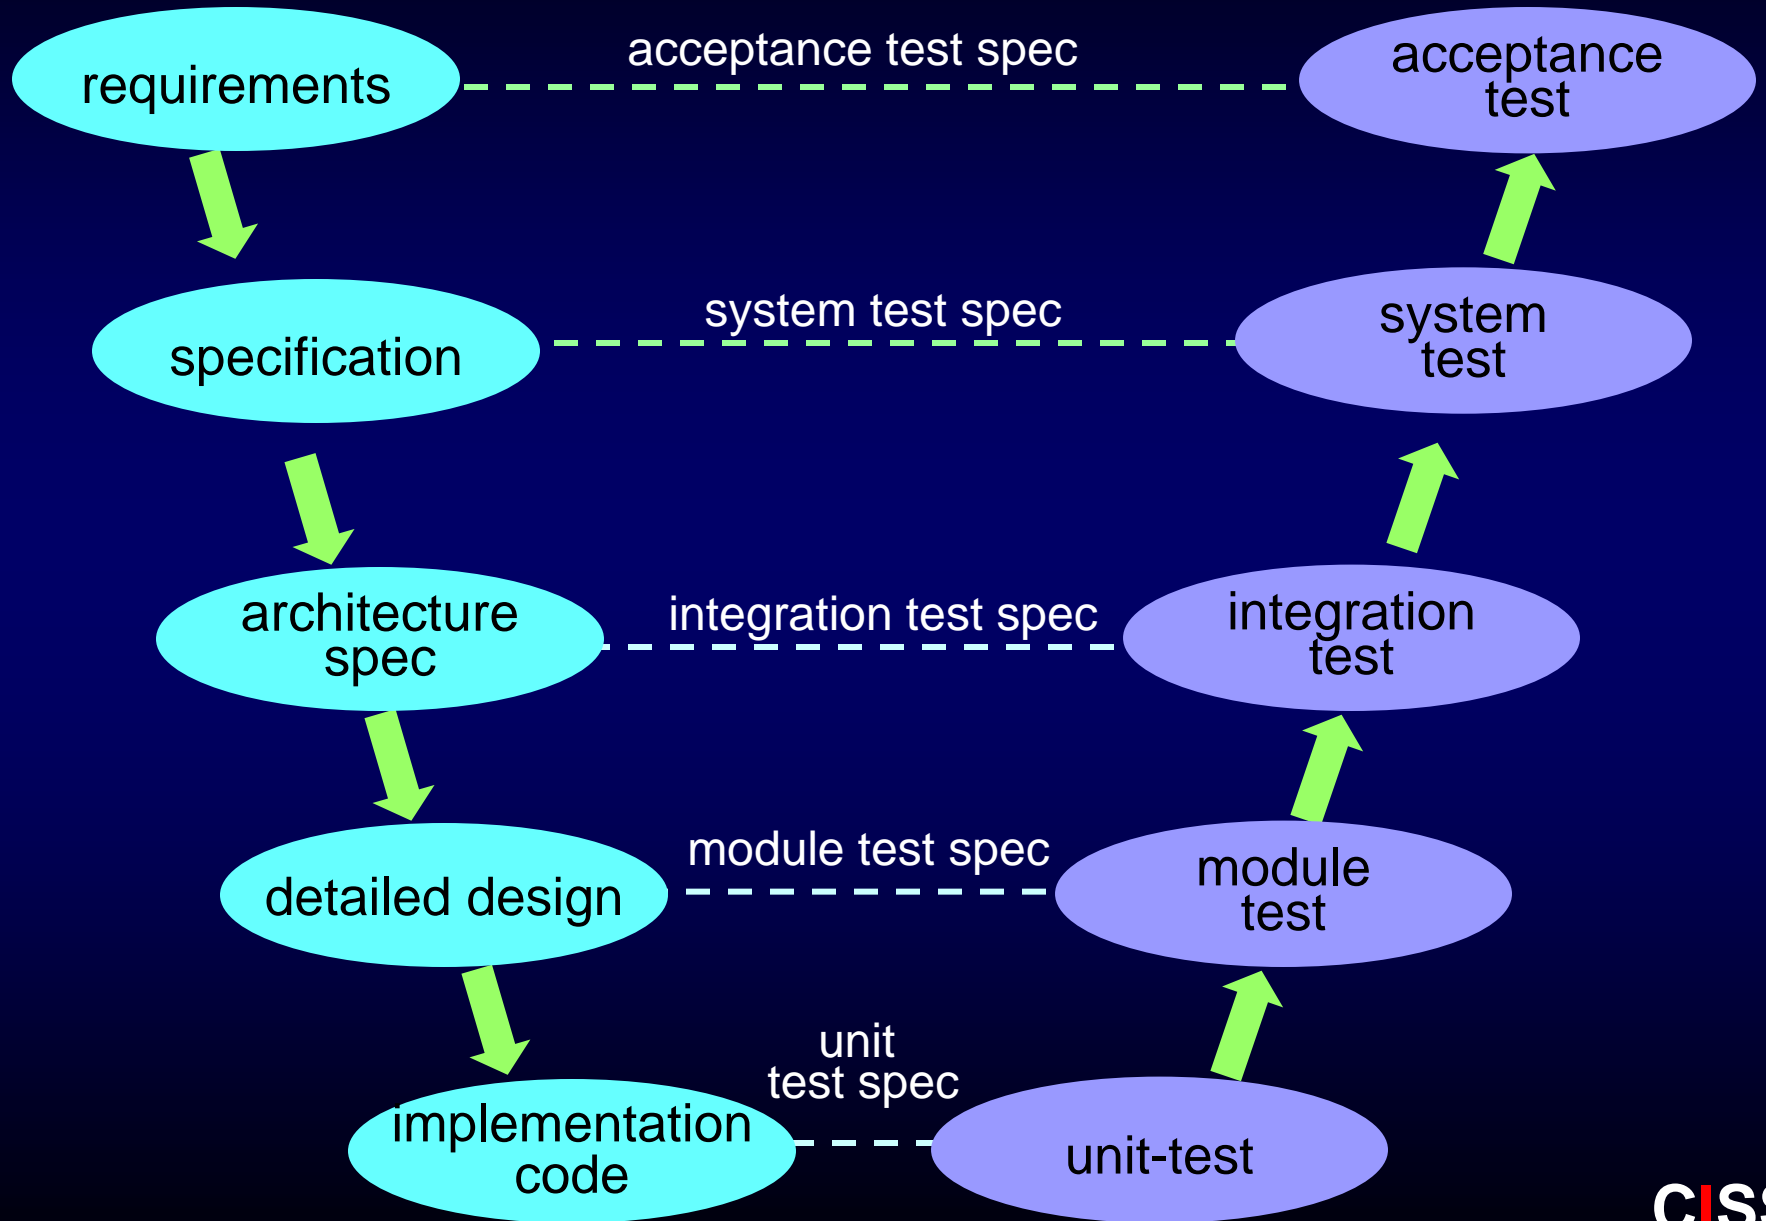 requirements
acceptance test spec
acceptance
test
specification
system test spec
system
test
architecture
spec
integration test spec
integration
test
detailed design
module test spec
module
test
implementation
code
unit
test spec
unit-test